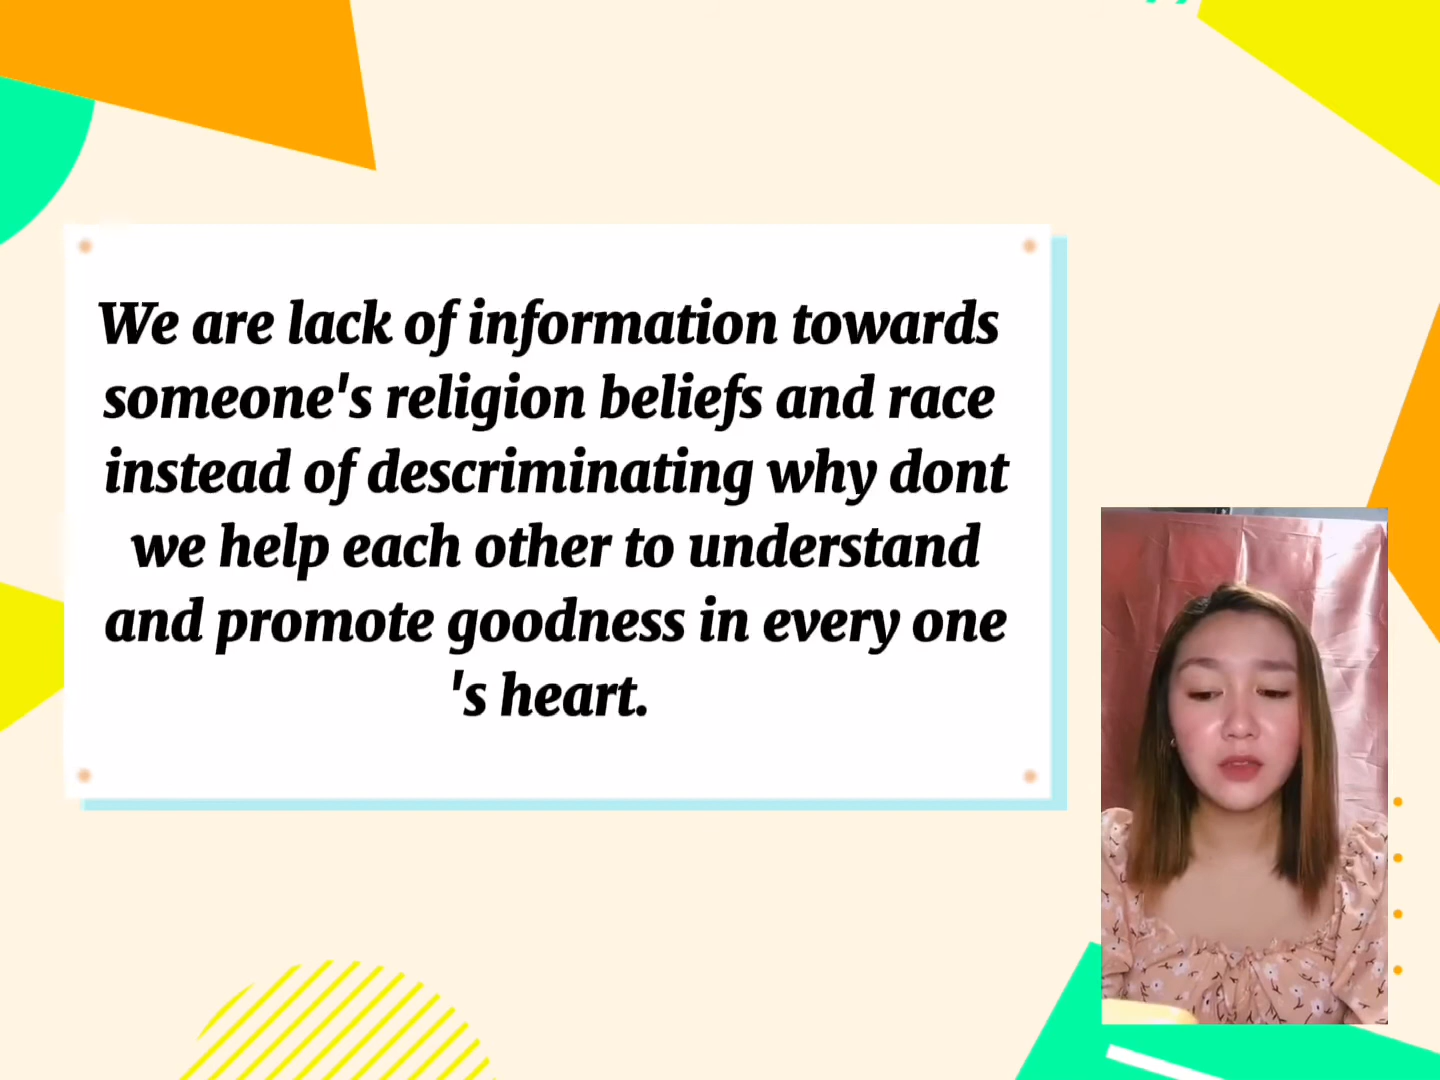 We are lack of information towards
someone's religion beliefs and race
instead of descriminating why dont
we help each other to understand
and promote goodness in every one
's heart.